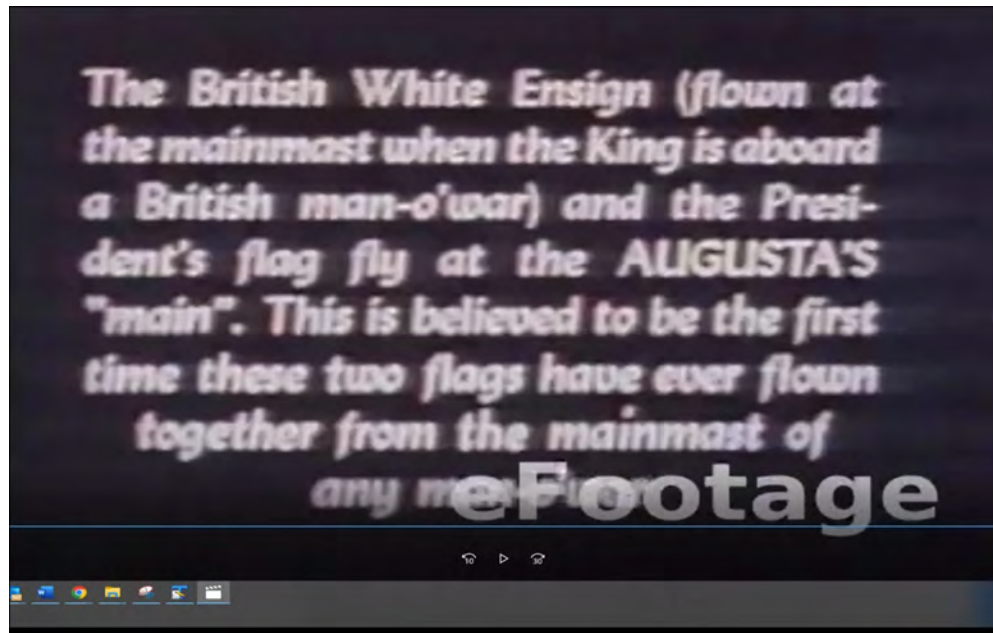 The British White Ensign (flown at
the mainmast when the King is aboard
a British man-o'war) and the Presi-
dent's flag fly at the AUGUSTA'S
"main". This is believed to be the first
time these two flags have ever flown
together from the mainmast of
any
eFootage
10
30